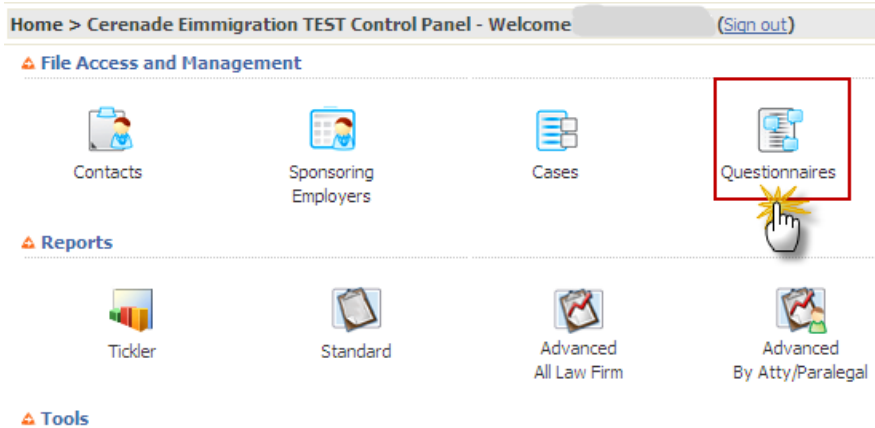 Home > Cerenade Eimmigration TEST Control Panel - Welcome (Sign out)
File Access and Management
Contacts
Sponsoring
Employers
Cases
Questionnaires
Reports
Tickler
Standard
Advanced
All Law Firm
Advanced
By Atty/Paralegal
Tools